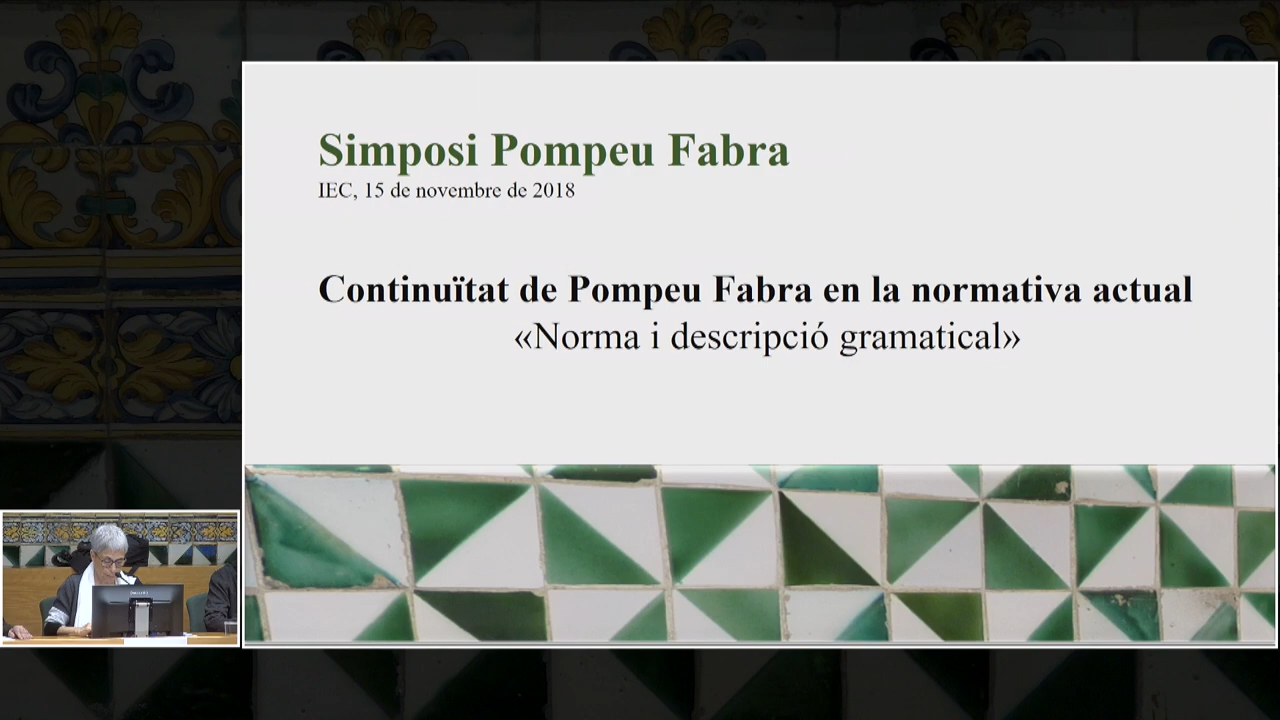 Simposi Pompeu Fabra
IEC, 15 de novembre de 2018
Continuïtat de Pompeu Fabra en la normativa actual
«Norma i descripció gramatical»